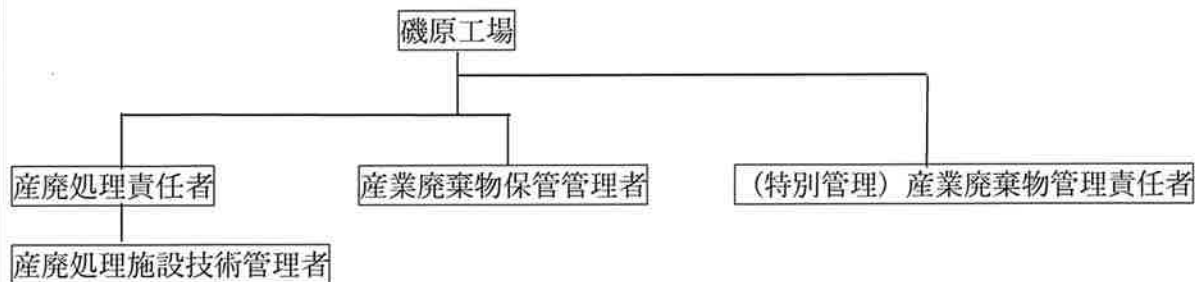 磯原工場
産廃処理責任者
産業廃棄物保管管理者
（特別管理）産業廃棄物管理責任者
産廃処理施設技術管理者